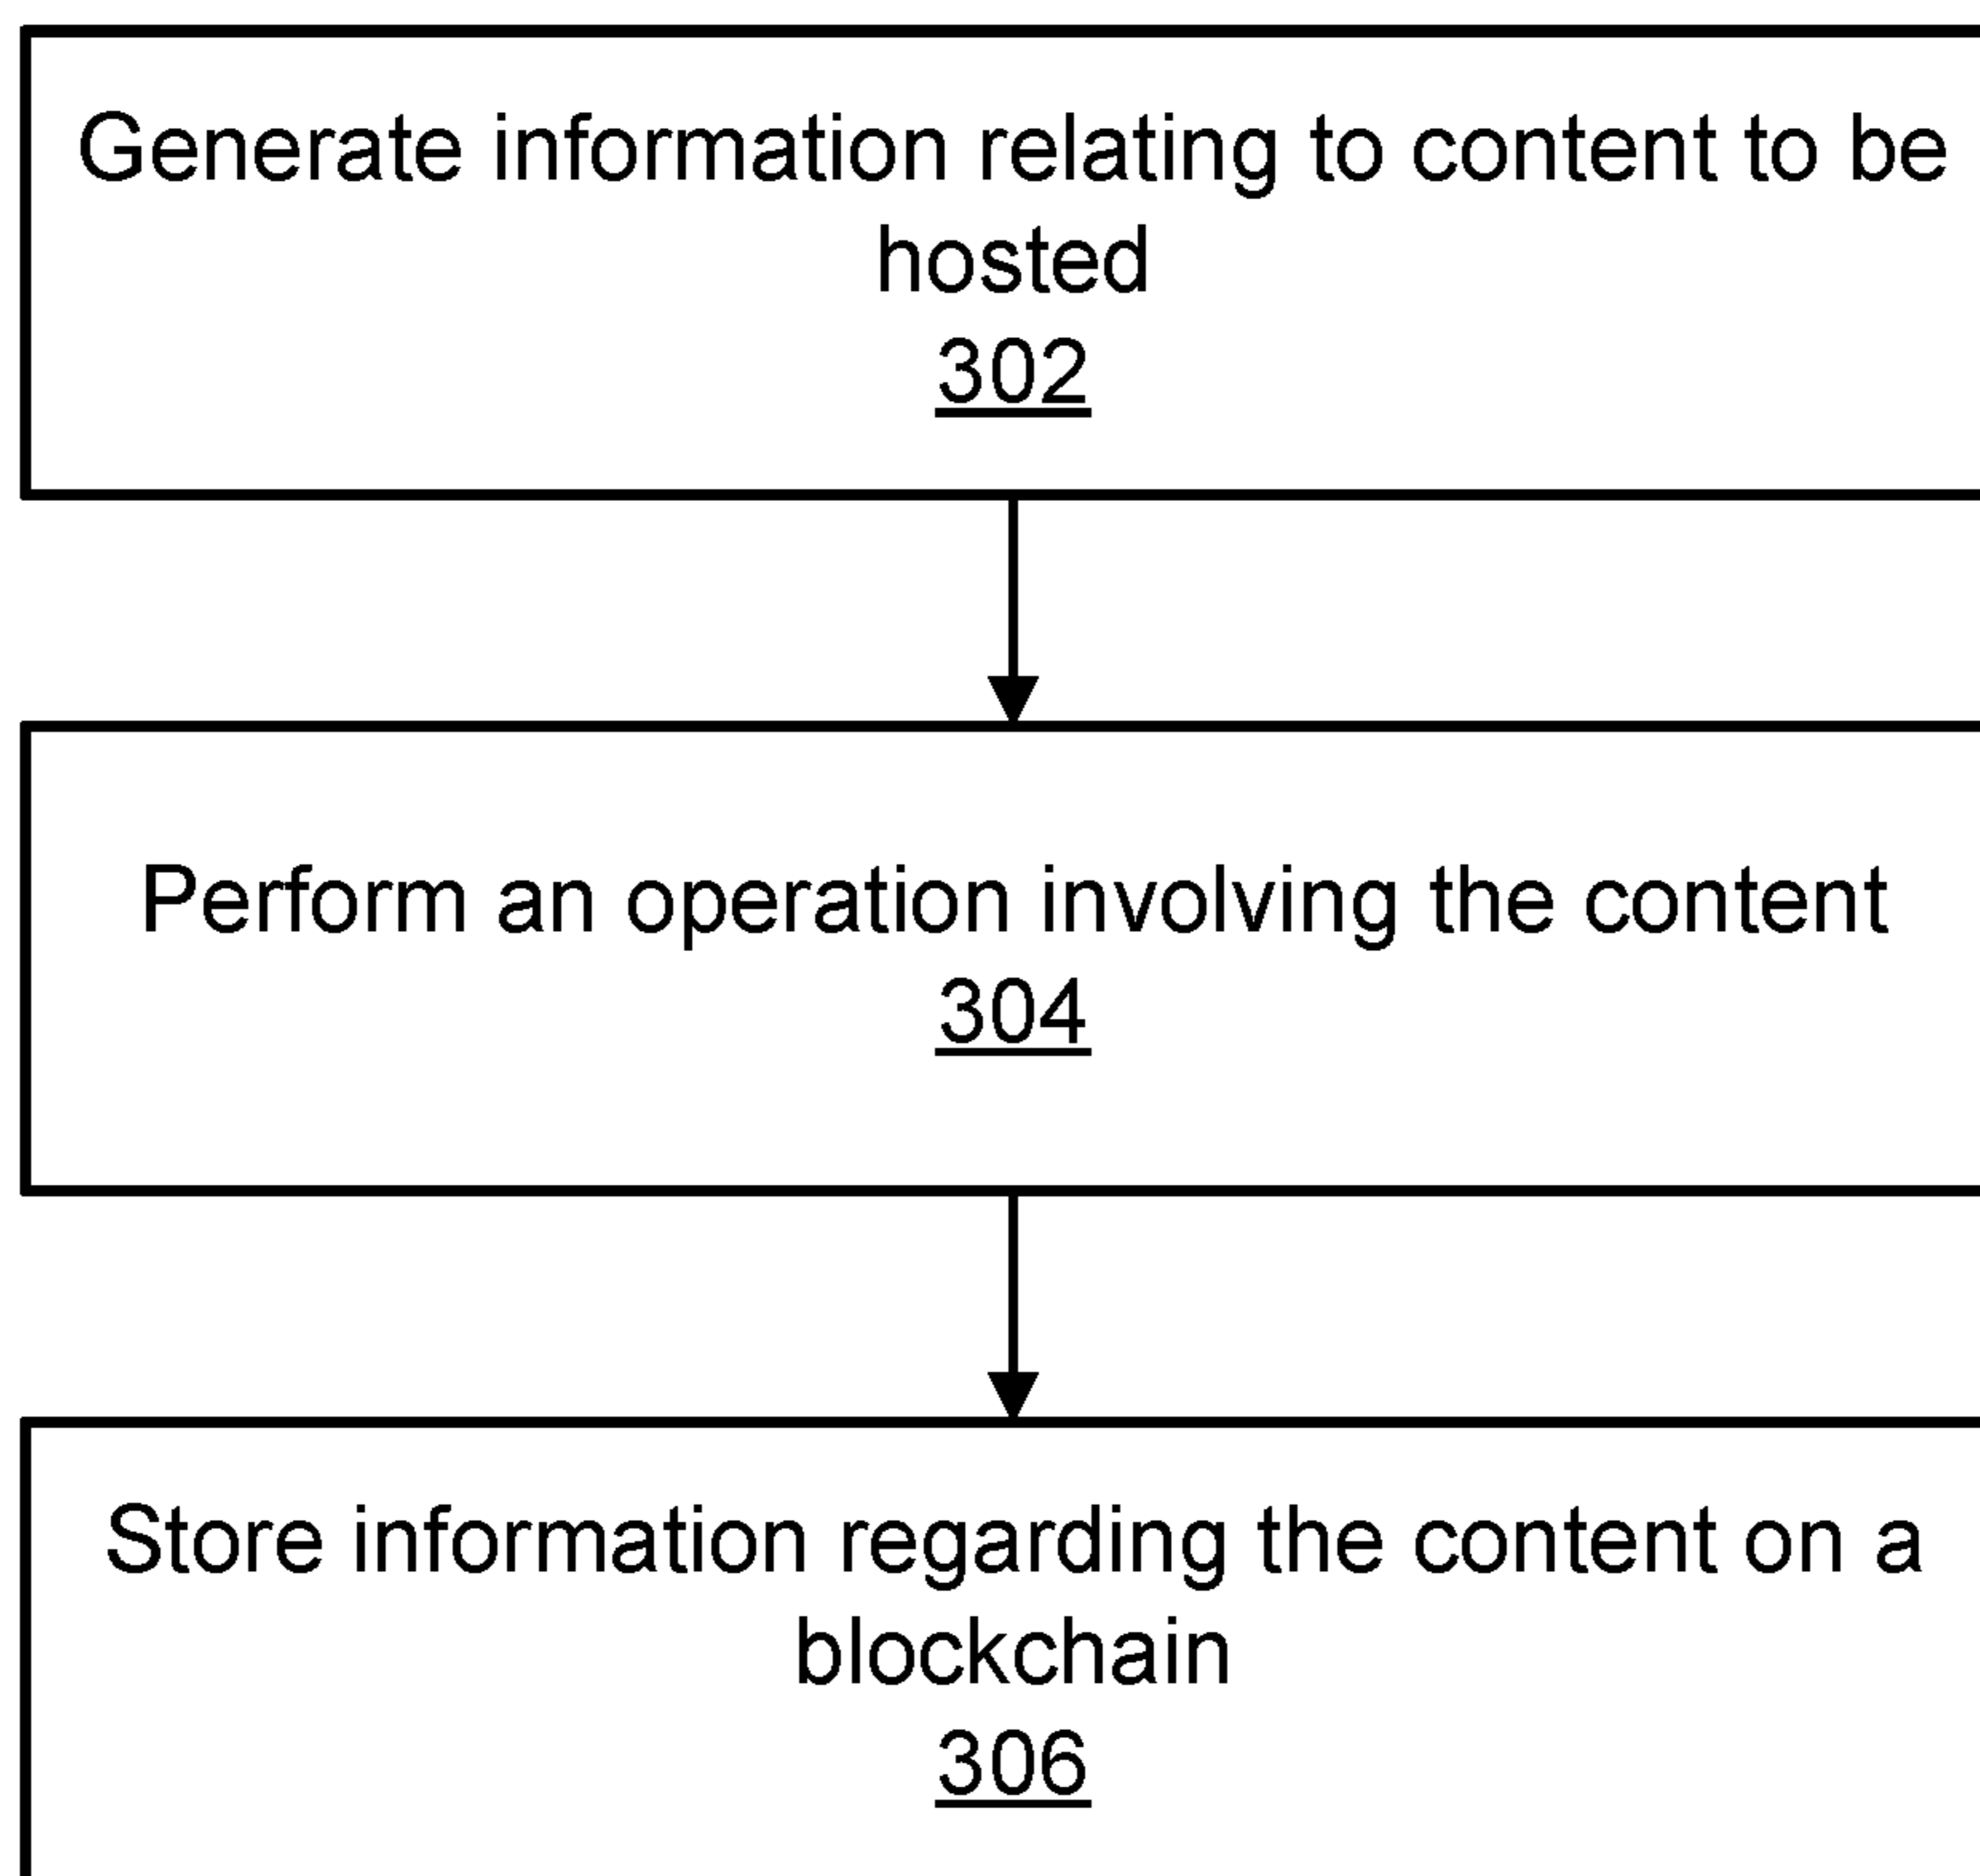 Generate information relating to content to be
hosted
302
Perform an operation involving the content
304
Store information regarding the content on a
blockchain
306